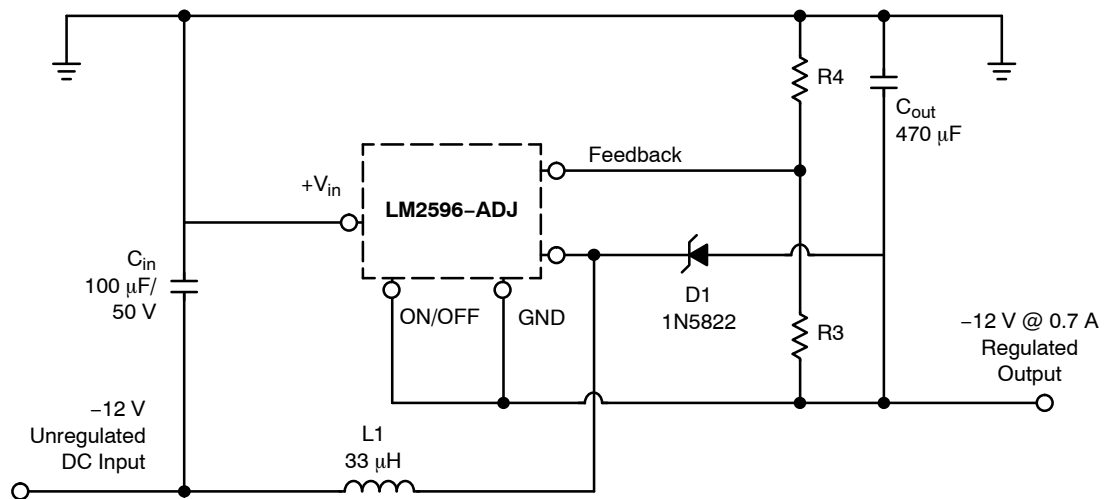 R4
C_out
470 μF
Feedback
+V_in
LM2596–ADJ
C_in
100 μF/
50 V
ON/OFF
GND
D1
1N5822
R3
–12 V @ 0.7 A
Regulated
Output
–12 V
Unregulated
DC Input
L1
33 μH